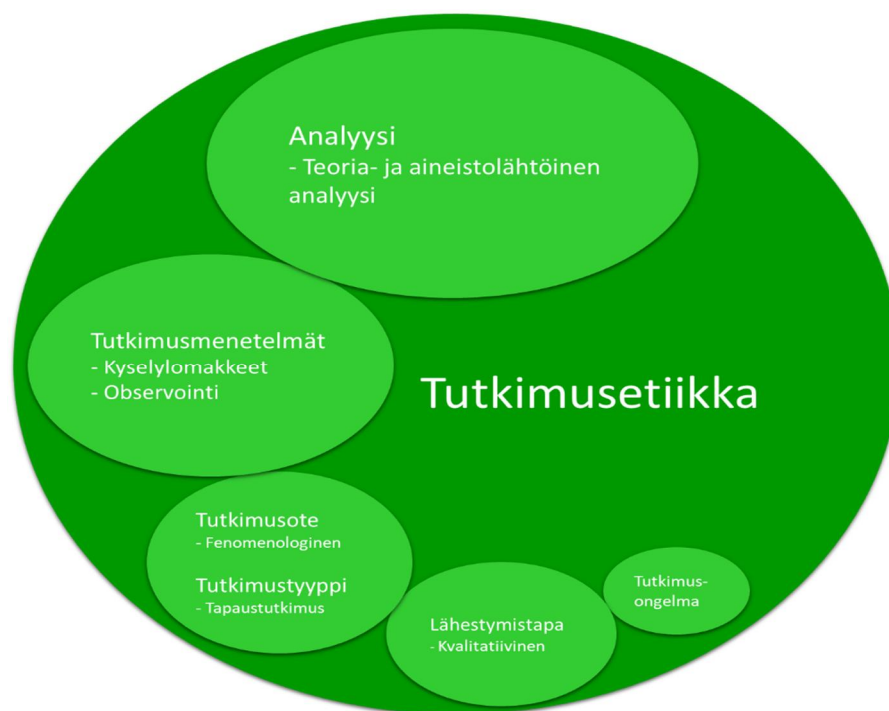 Analyysi
- Teoria- ja aineistolähtöinen
analyysi
Tutkimusmenetelmät
- Kyselylomakkeet
- Observointi
Tutkimusetiikka
Tutkimusote
- Fenomenologinen
Tutkimustyyppi
- Tapaustutkimus
Lähestymistapa
- Kvalitatiivinen
Tutkimus-
ongelma